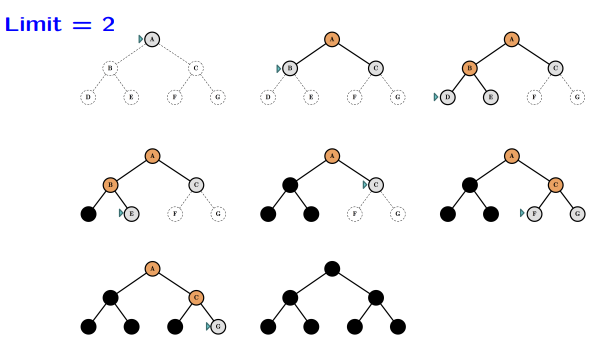 Limit = 2
A A A
B C B C B C
D E F G D E F G D E F G
A A A
B C C C
E F G F G F G
A
C
G